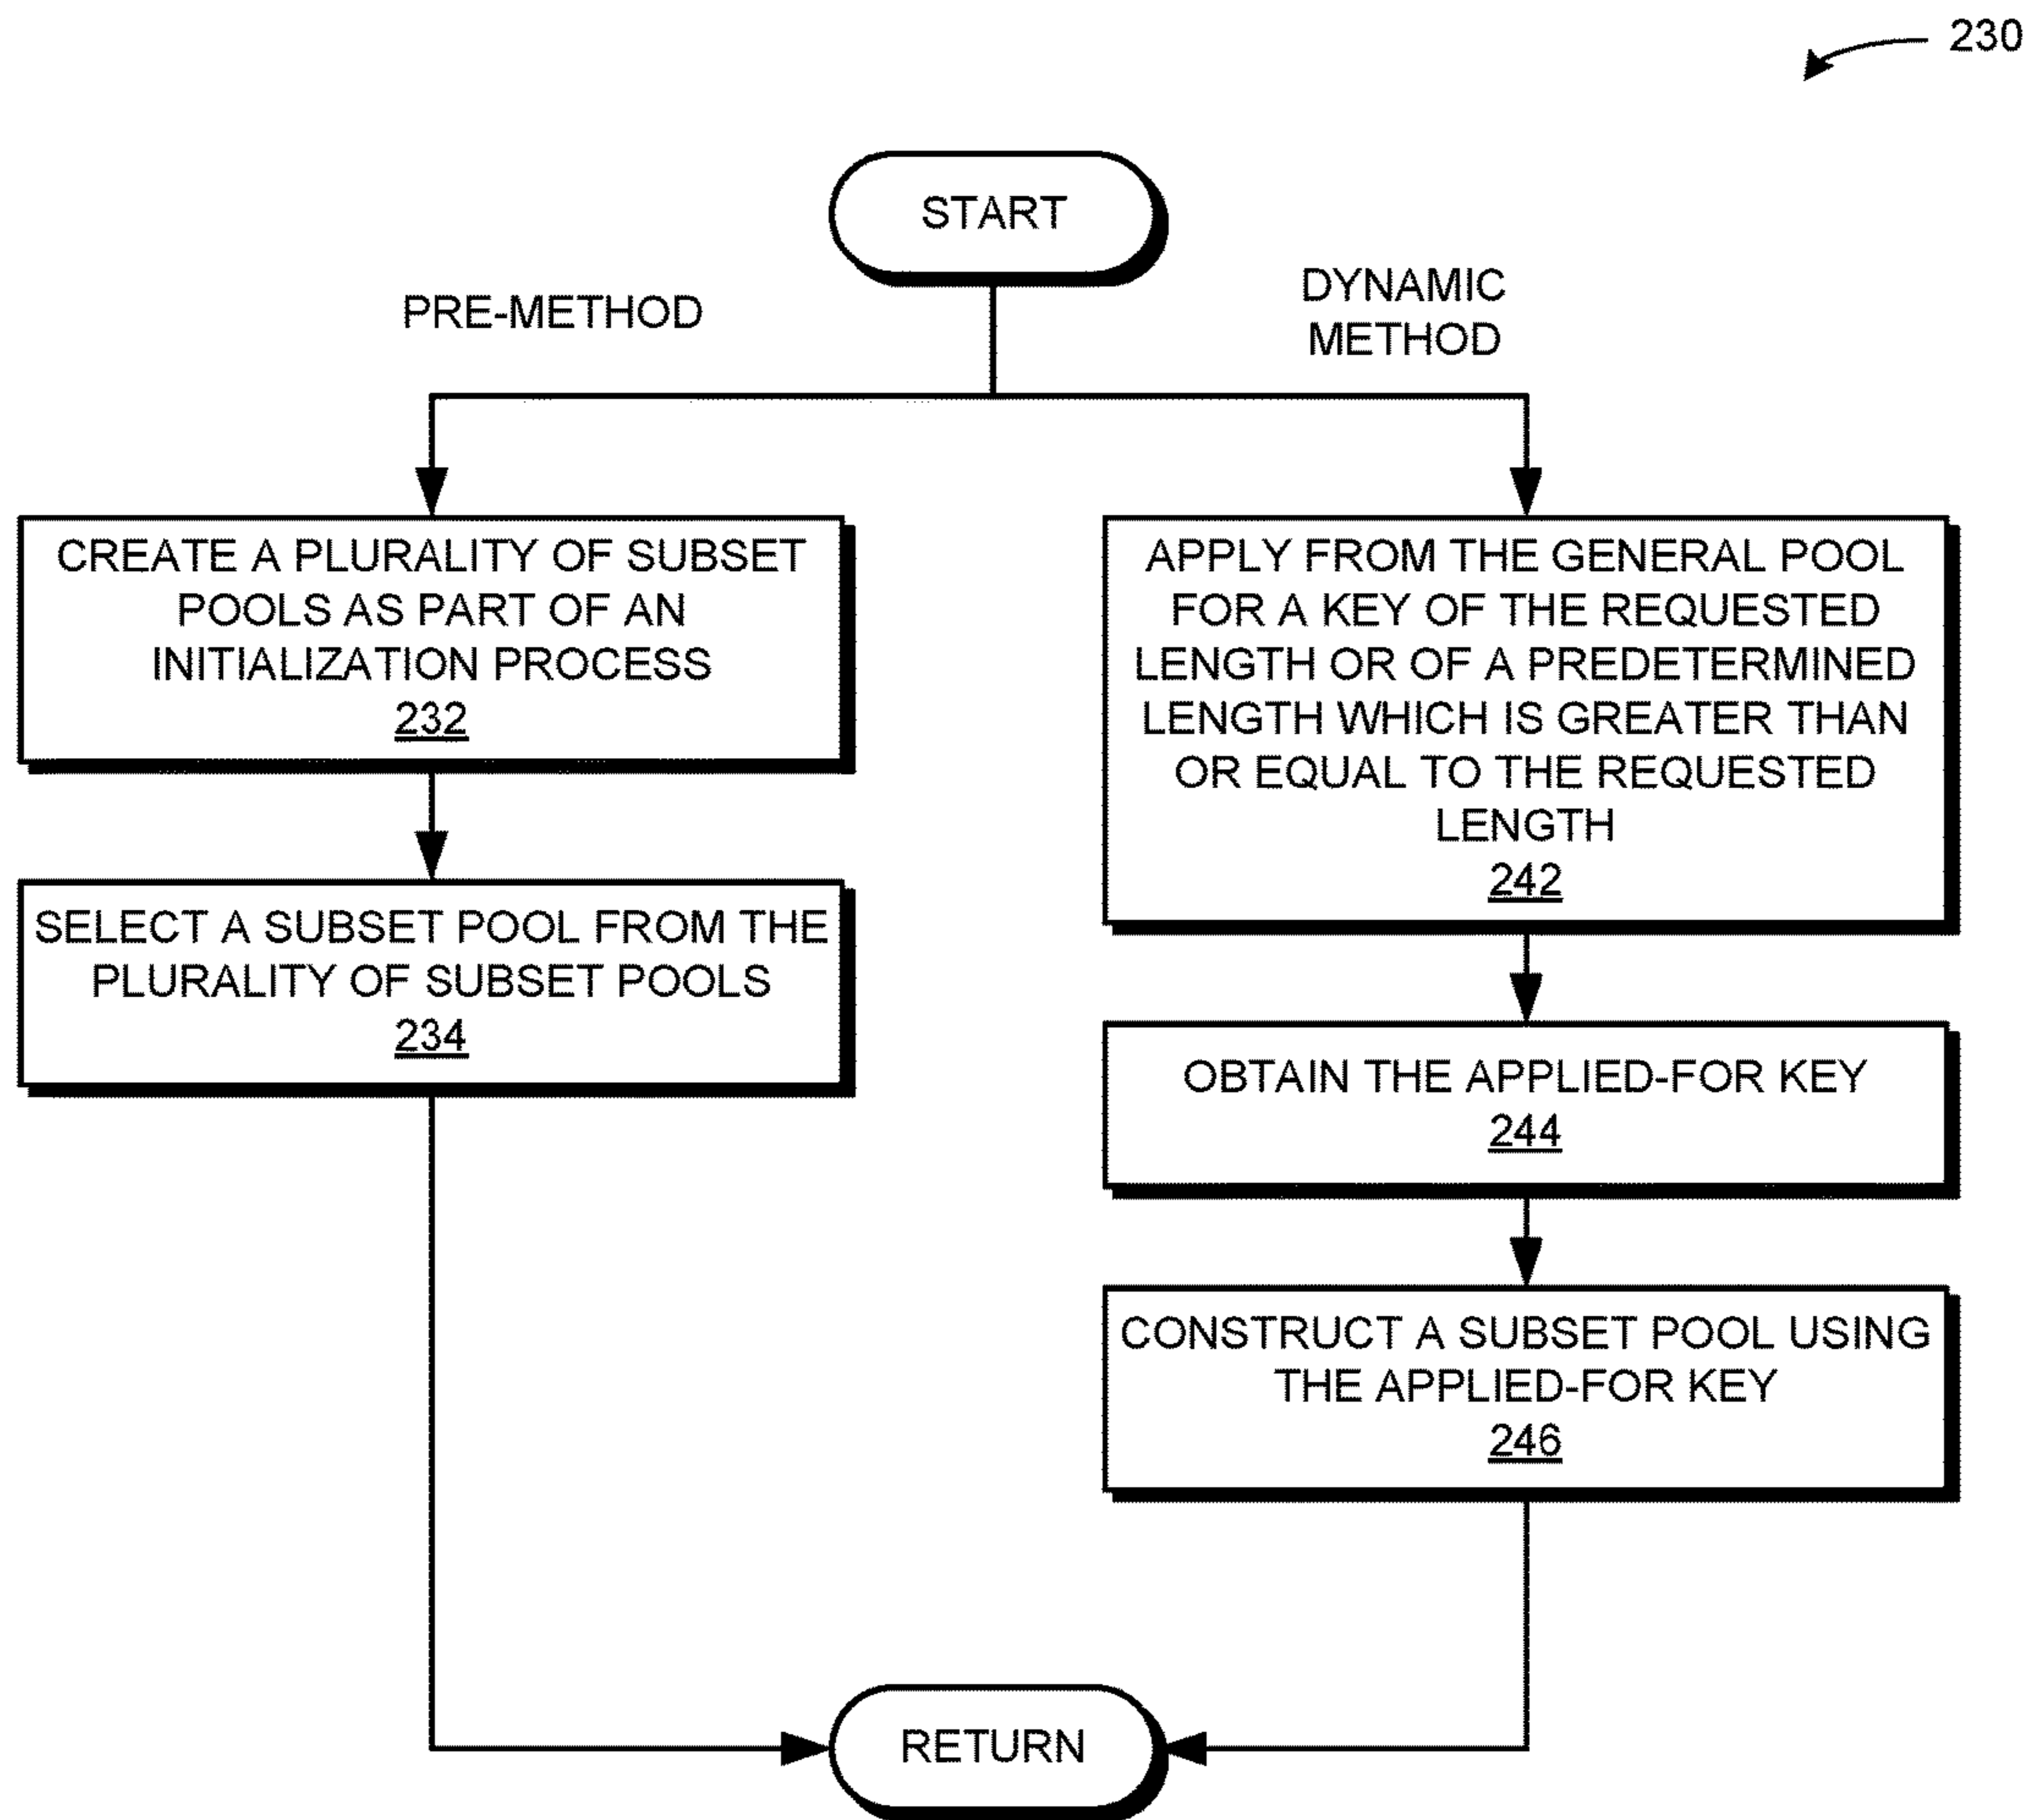 230
START
PRE-METHOD
DYNAMIC
METHOD
CREATE A PLURALITY OF SUBSET
POOLS AS PART OF AN
INITIALIZATION PROCESS
232
SELECT A SUBSET POOL FROM THE
PLURALITY OF SUBSET POOLS
234
APPLY FROM THE GENERAL POOL
FOR A KEY OF THE REQUESTED
LENGTH OR OF A PREDETERMINED
LENGTH WHICH IS GREATER THAN
OR EQUAL TO THE REQUESTED
LENGTH
242
OBTAIN THE APPLIED-FOR KEY
244
CONSTRUCT A SUBSET POOL USING
THE APPLIED-FOR KEY
246
RETURN